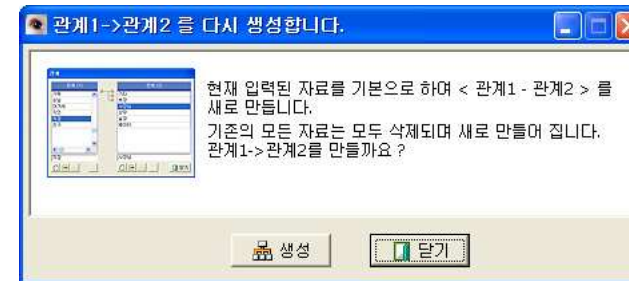 관계1->관계2 를 다시 생성합니다.
현재 입력된 자료를 기본으로 하며 < 관계1 - 관계2 > 를
새로 만듭니다.
기존의 모든 자료는 모두 삭제되며 새로 만들어 집니다.
관계1->관계2를 만들까요 ?
생성
닫기